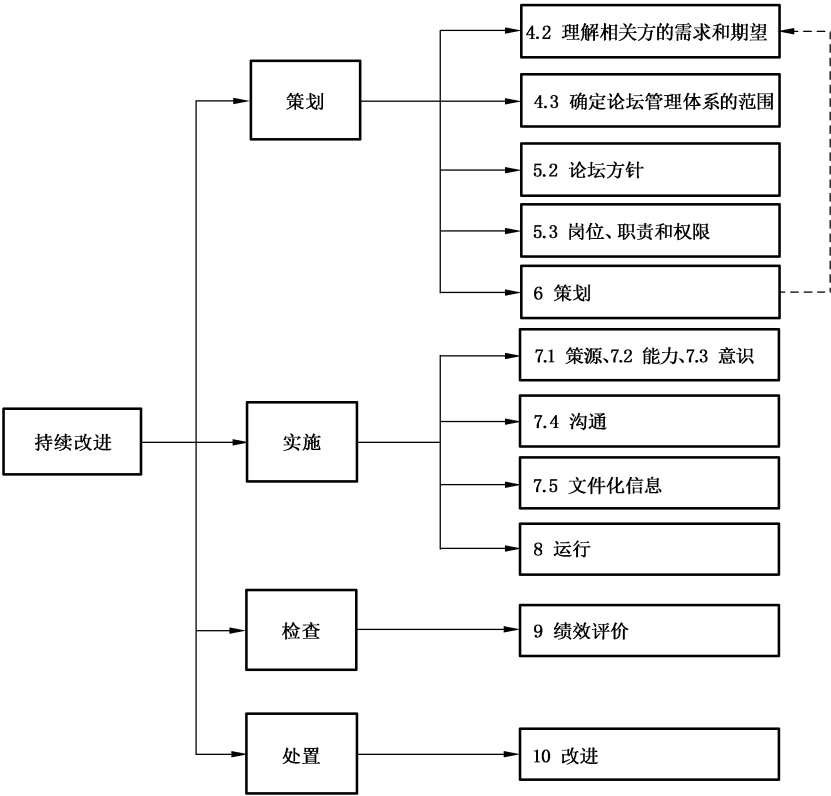 4.2 理解相关方的需求和期望
策划
4.3 确定论坛管理体系的范围
5.2 论坛方针
5.3 岗位、职责和权限
6 策划
7.1 策源、7.2 能力、7.3 意识
7.4 沟通
持续改进
实施
7.5 文件化信息
8 运行
检查
9 绩效评价
处置
10 改进